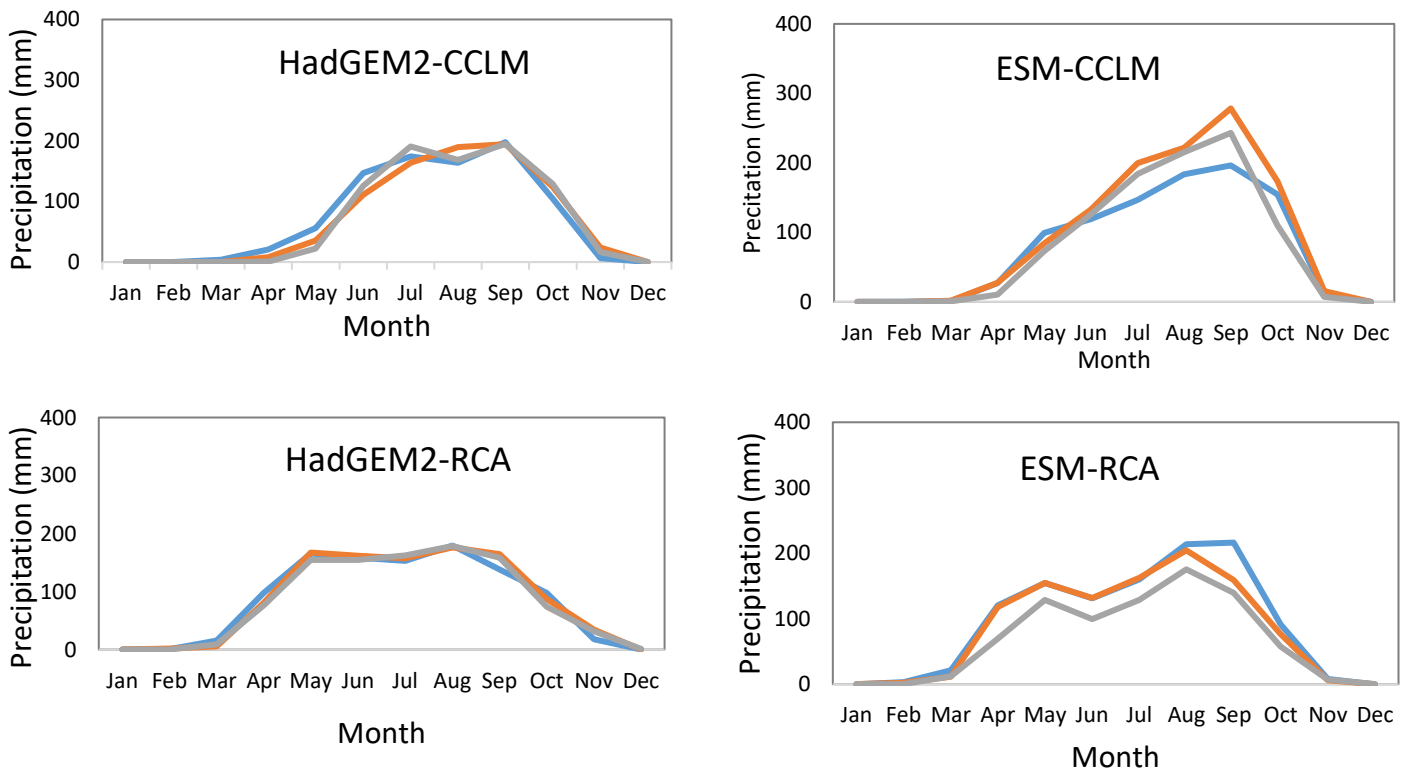 HadGEM2-CCLM
Precipitation (mm)
400
300
200
100
0
Jan Feb Mar Apr May Jun Jul Aug Sep Oct Nov Dec
Month
ESM-CCLM
Precitation (mm)
400
300
200
100
0
Jan Feb Mar Apr May Jun Jul Aug Sep Oct Nov Dec
Month
HadGEM2-RCA
Precipitation (mm)
400
300
200
100
0
Jan Feb Mar Apr May Jun Jul Aug Sep Oct Nov Dec
Month
ESM-RCA
Precipitation (mm)
400
300
200
100
0
Jan Feb Mar Apr May Jun Jul Aug Sep Oct Nov Dec
Month